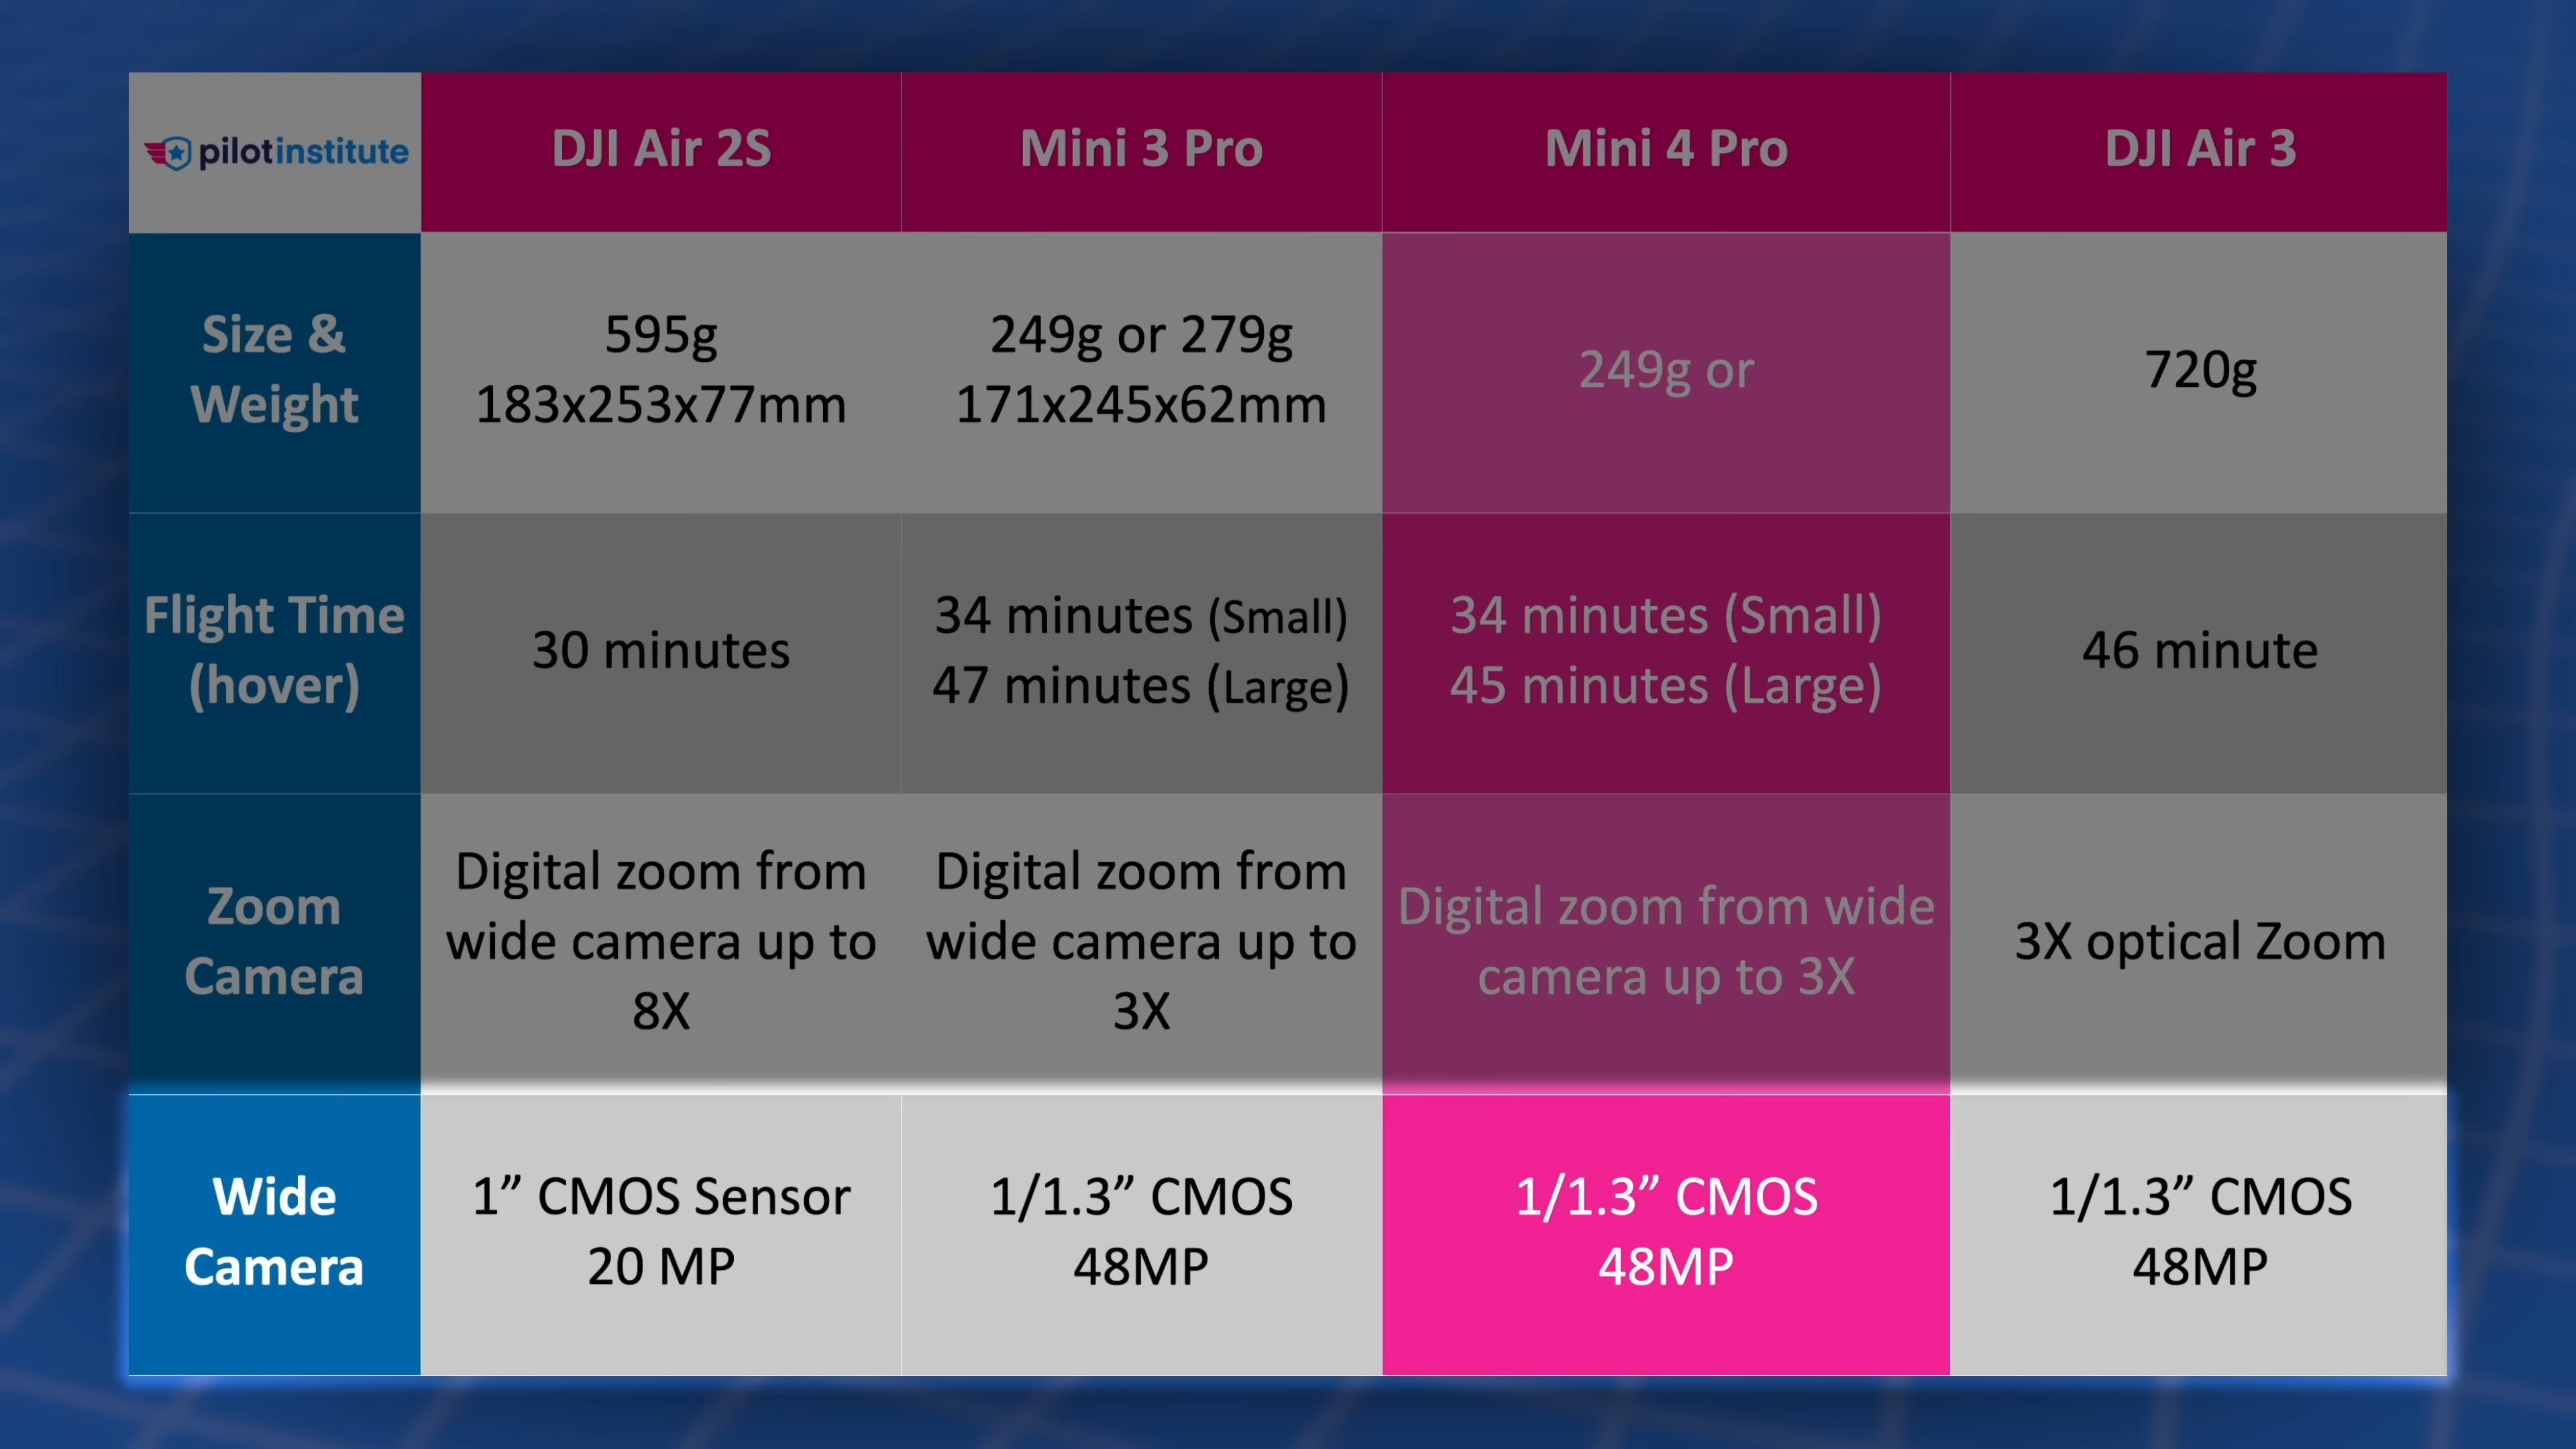 pilotinstitute
DJI Air 2S
Mini 3 Pro
Mini 4 Pro
DJI Air 3
Size &
Weight
595g
183x253x77mm
249g or 279g
171x245x62mm
249g or
720g
Flight Time
(hover)
30 minutes
34 minutes (Small)
47 minutes (Large)
34 minutes (Small)
45 minutes (Large)
46 minute
Zoom
Camera
Digital zoom from
wide camera up to
8X
Digital zoom from
wide camera up to
3X
Digital zoom from wide
camera up to 3X
3X optical Zoom
Wide
Camera
1” CMOS Sensor
20 MP
1/1.3” CMOS
48MP
1/1.3” CMOS
48MP
1/1.3” CMOS
48MP